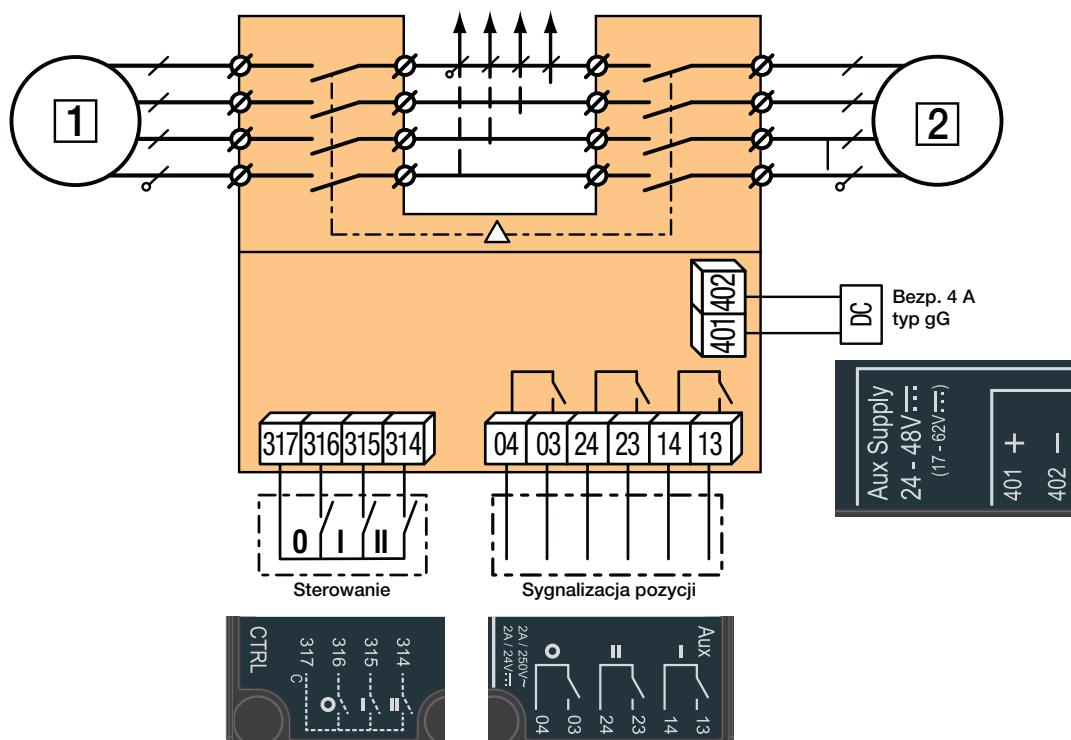 1
2
402
401
DC
Bezp. 4 A
typ gG
317 316 315 314
04 03 24 23 14 13
0 I II
Sterowanie
Sygnalizacja pozycji
Aux Supply
24 - 48V
(17 - 62V )
401 +
402 −
CTRL
317 C
316 O
315 I
314 II
2A / 250V~
2A / 24V
Aux
O 04 03
II 24 23
I 14 13